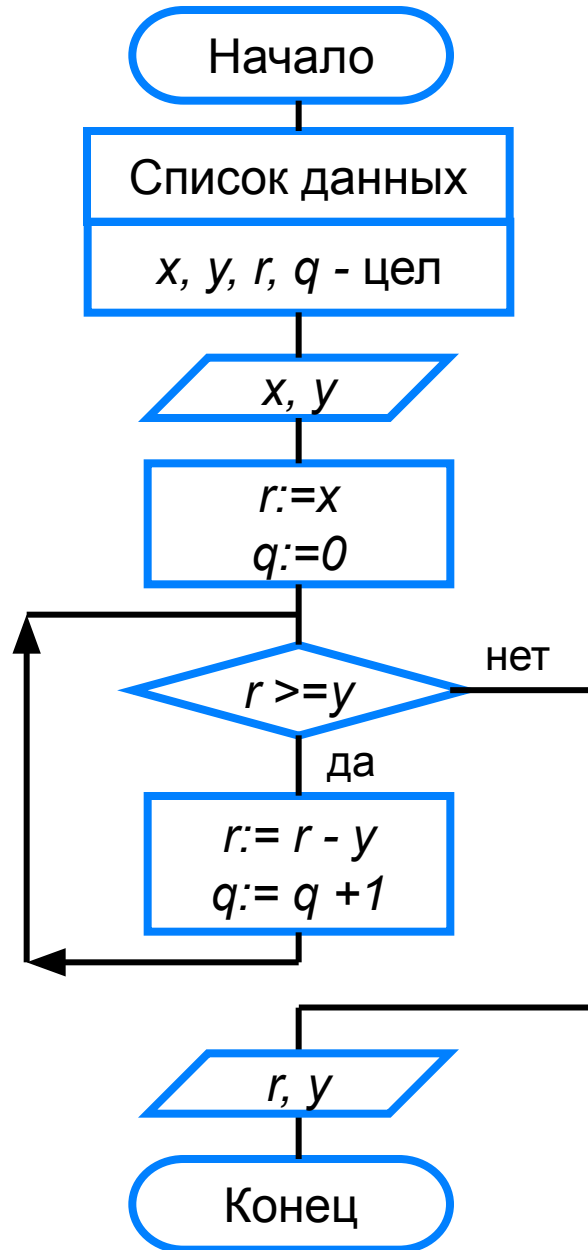 Начало
Список данных
x, y, r, q - цел
x, y
r:=x
q:=0
r >=y
нет
да
r:= r - y
q:= q +1
r, y
Конец